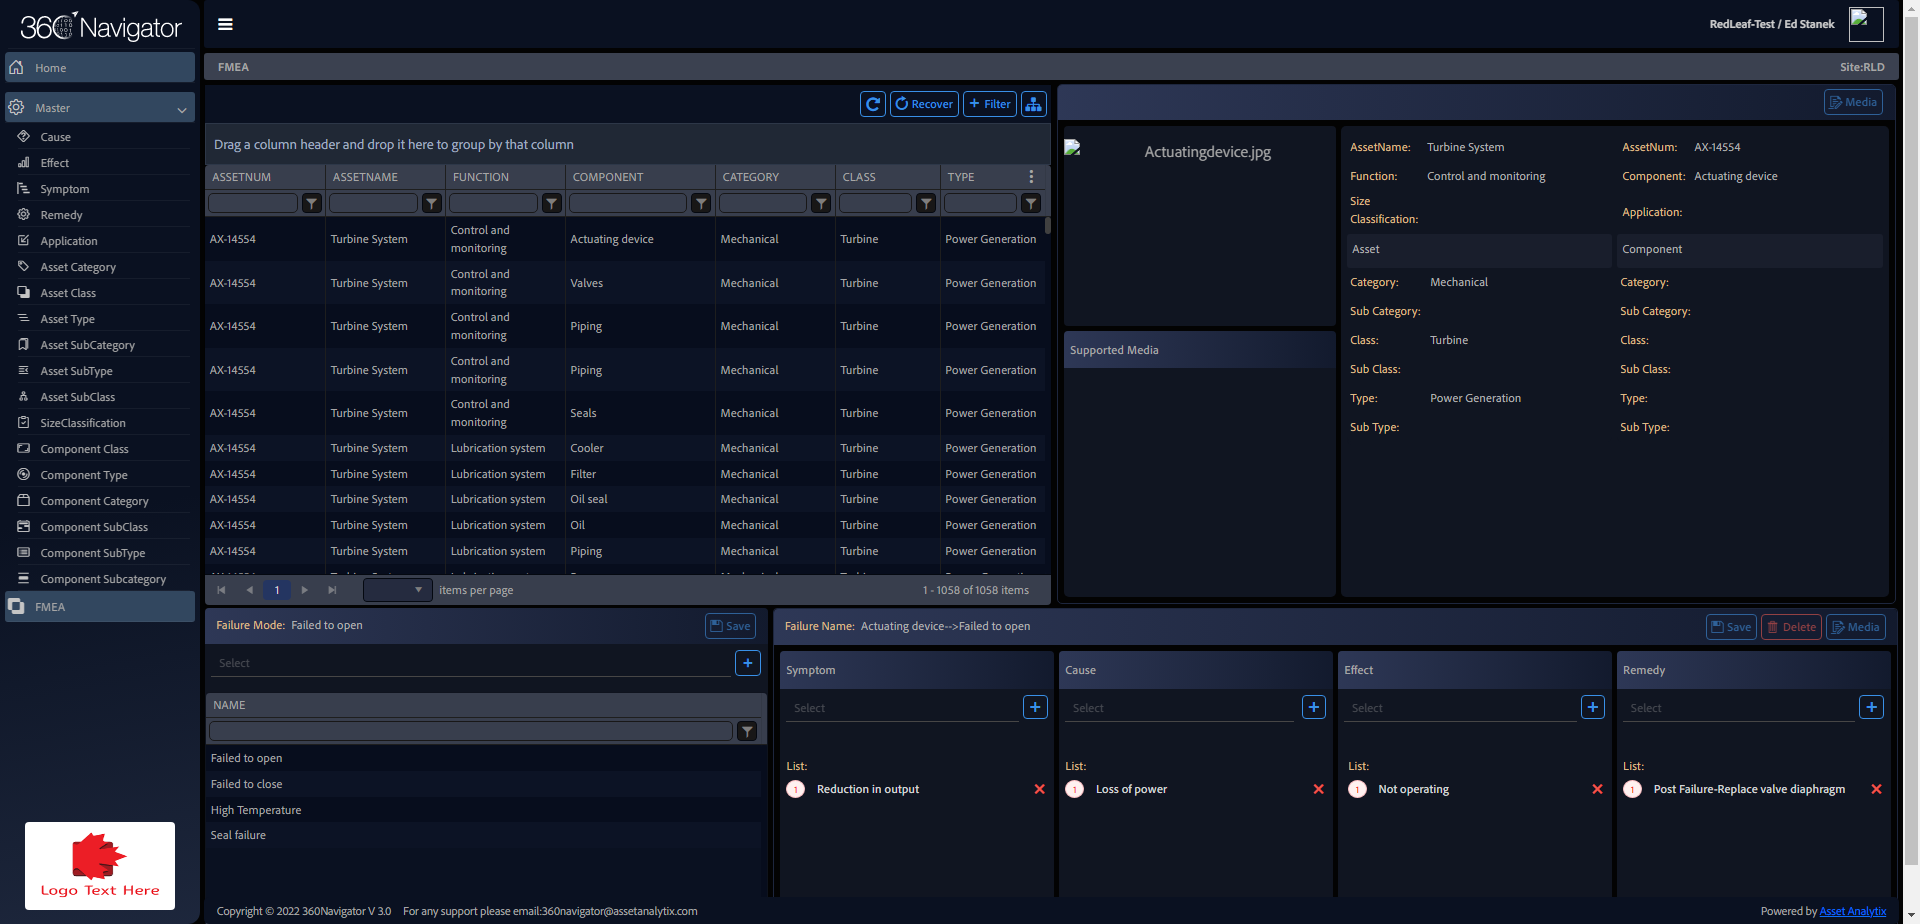 360 Navigator
RedLeaf-Test / Ed Stanek
Home
FMEA
Site:RLD
Master
Cause
Effect
Symptom
Remedy
Application
Asset Category
Asset Class
Asset Type
Asset SubCategory
Asset SubType
Asset SubClass
SizeClassification
Component Class
Component Type
Component Category
Component SubClass
Component SubType
Component Subcategory
FMEA
Logo Text Here
Recover
+ Filter
Drag a column header and drop it here to group by that column
ASSETNUM ASSETNAME FUNCTION COMPONENT CATEGORY CLASS TYPE
AX-14554 Turbine System Control and monitoring Actuating device Mechanical Turbine Power Generation
AX-14554 Turbine System Control and monitoring Valves Mechanical Turbine Power Generation
AX-14554 Turbine System Control and monitoring Piping Mechanical Turbine Power Generation
AX-14554 Turbine System Control and monitoring Piping Mechanical Turbine Power Generation
AX-14554 Turbine System Control and monitoring Seals Mechanical Turbine Power Generation
AX-14554 Turbine System Lubrication system Cooler Mechanical Turbine Power Generation
AX-14554 Turbine System Lubrication system Filter Mechanical Turbine Power Generation
AX-14554 Turbine System Lubrication system Oil seal Mechanical Turbine Power Generation
AX-14554 Turbine System Lubrication system Oil Mechanical Turbine Power Generation
AX-14554 Turbine System Lubrication system Piping Mechanical Turbine Power Generation
1 items per page 1 - 1058 of 1058 items
Media
Actuatingdevice.jpg
Supported Media
AssetName: Turbine System AssetNum: AX-14554
Function: Control and monitoring Component: Actuating device
Size Classification: Application:
Asset Component
Category: Mechanical Category:
Sub Category: Sub Category:
Class: Turbine Class:
Sub Class: Sub Class:
Type: Power Generation Type:
Sub Type: Sub Type:
Failure Mode: Failed to open Save
Select
NAME
Failed to open
Failed to close
High Temperature
Seal failure
Failure Name: Actuating device-->Failed to open Save Delete Media
Symptom Cause Effect Remedy
Select Select Select Select
List: List: List: List:
1 Reduction in output 1 Loss of power 1 Not operating 1 Post Failure-Replace valve diaphragm
Copyright © 2022 360Navigator V 3.0 For any support please email:360navigator@assetanalytix.com
Powered by Asset Analytix